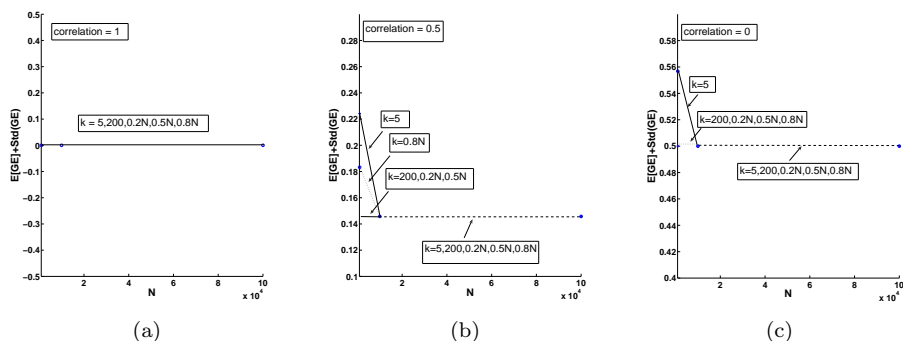 correlation = 1
k = 5,200,0.2N,0.5N,0.8N
E[GE]+Std(GE)
0.5
0.4
0.3
0.2
0.1
0
−0.1
−0.2
−0.3
−0.4
−0.5
2 4 6 8 10
x 10^4
N
(a)
correlation = 0.5
k=5
k=0.8N
k=200,0.2N,0.5N
k=5,200,0.2N,0.5N,0.8N
E[GE]+Std(GE)
0.28
0.26
0.24
0.22
0.2
0.18
0.16
0.14
0.12
0.1
2 4 6 8 10
x 10^4
N
(b)
correlation = 0
k=5
k=200,0.2N,0.5N,0.8N
k=5,200,0.2N,0.5N,0.8N
E[GE]+Std(GE)
0.58
0.56
0.54
0.52
0.5
0.48
0.46
0.44
0.42
0.4
2 4 6 8 10
x 10^4
N
(c)